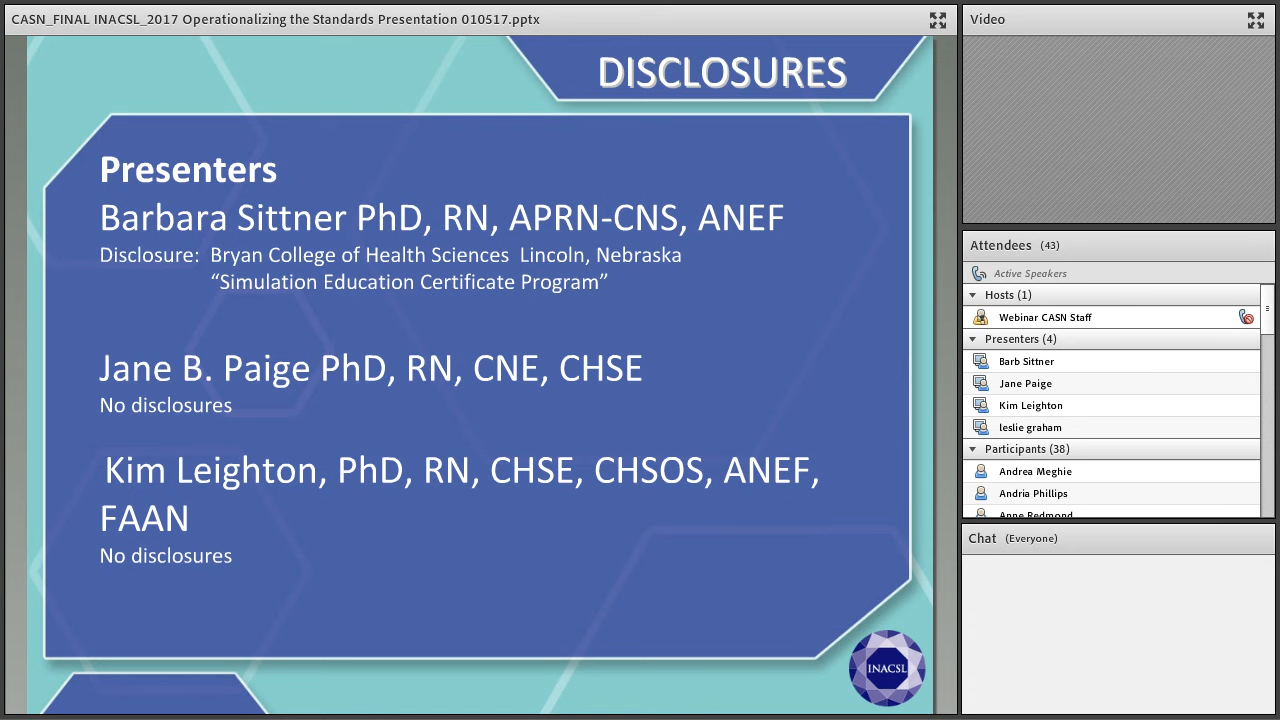 CASN_FINAL INACSL_2017 Operationalizing the Standards Presentation 010517.pptx
DISCLOSURES
Presenters
Barbara Sittner PhD, RN, APRN-CNS, ANEF
Disclosure: Bryan College of Health Sciences Lincoln, Nebraska
“Simulation Education Certificate Program”
Jane B. Paige PhD, RN, CNE, CHSE
No disclosures
Kim Leighton, PhD, RN, CHSE, CHSOS, ANEF,
FAAN
No disclosures
INACSL
Video
Attendees (43)
Active Speakers
Hosts (1)
Webinar CASN Staff
Presenters (4)
Barb Sittner
Jane Paige
Kim Leighton
leslie graham
Participants (38)
Andrea Meghie
Andria Phillips
Anne Redmond
Chat (Everyone)